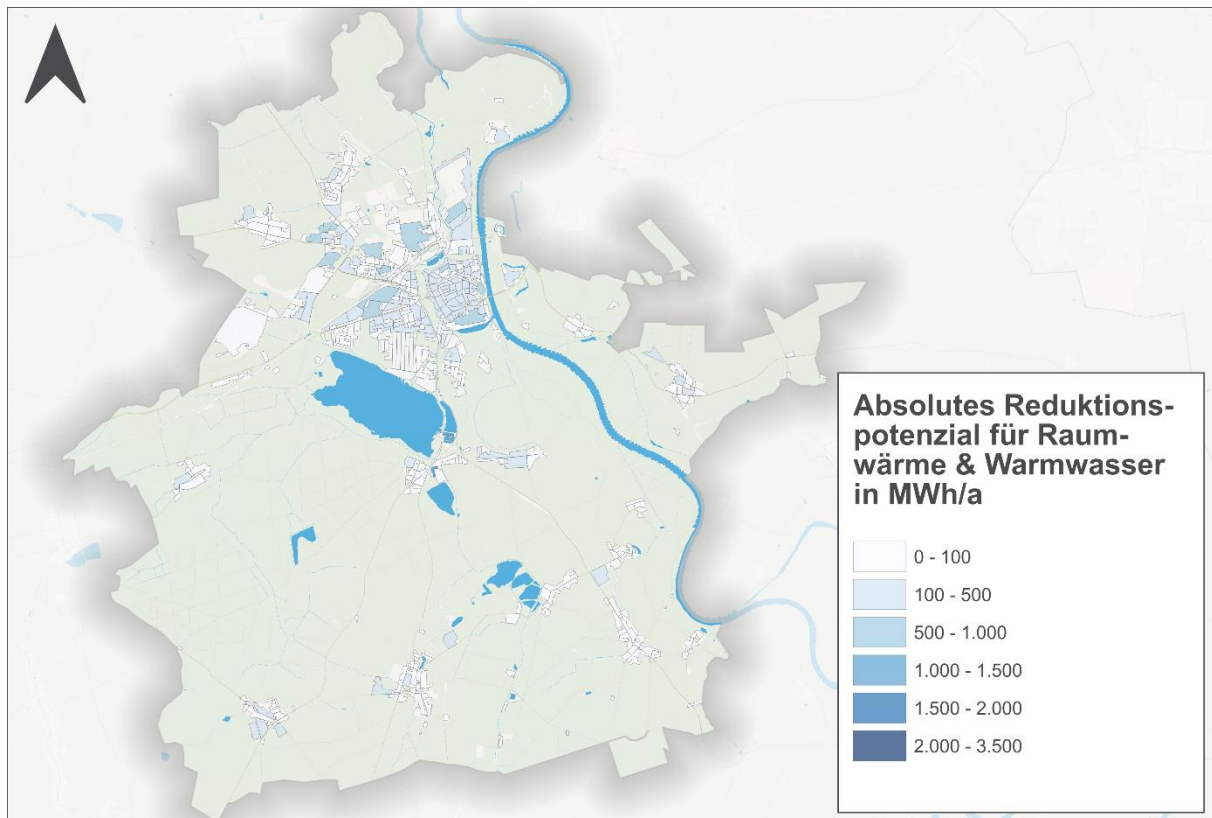 Absolutes Reduktions-
potenzial für Raum-
wärme & Warmwasser
in MWh/a
0 - 100
100 - 500
500 - 1.000
1.000 - 1.500
1.500 - 2.000
2.000 - 3.500